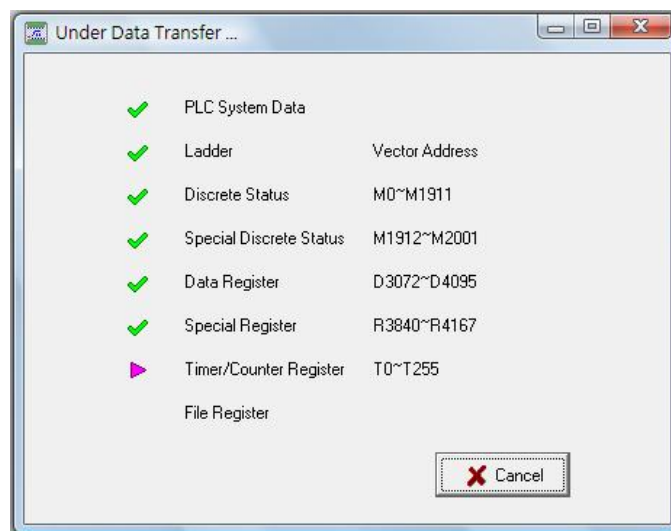 Under Data Transfer ...
PLC System Data
Ladder Vector Address
Discrete Status M0~M1911
Special Discrete Status M1912~M2001
Data Register D3072~D4095
Special Register R3840~R4167
Timer/Counter Register T0~T255
File Register
Cancel